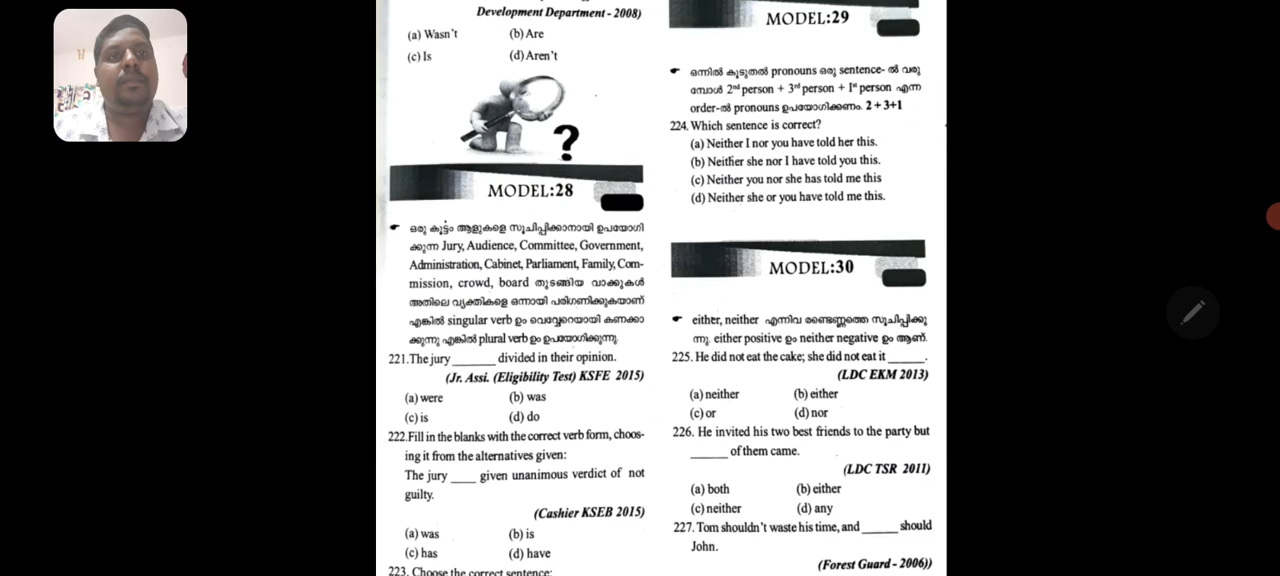 Development Department - 2008)
(a) Wasn't (b) Are
(c) Is (d) Aren't
?
MODEL:28
ഒരു കൂട്ടം ആളുകളെ സൂചിപ്പിക്കാനായി ഉപയോഗി
ക്കുന്ന Jury, Audience, Committee, Government,
Administration, Cabinet, Parliament, Family, Com-
mission, crowd, board തുടങ്ങിയ വാക്കുകൾ
അതിലെ വ്യക്തികളെ ഒന്നായി പരിഗണിക്കുകയാണ്
എങ്കിൽ singular verb ഉം വെവ്വേറെയായി കണക്കാ
ക്കുന്നു എങ്കിൽ plural verb ഉം ഉപയോഗിക്കുന്നു.
221.The jury _______ divided in their opinion.
(Jr. Assi. (Eligibility Test) KSFE 2015)
(a) were (b) was
(c) is (d) do
222.Fill in the blanks with the correct verb form, choos-
ing it from the alternatives given:
The jury ____ given unanimous verdict of not
guilty.
(Cashier KSEB 2015)
(a) was (b) is
(c) has (d) have
223. Choose the correct sentence:
MODEL:29
ഒന്നിൽ കൂടുതൽ pronouns ഒരു sentence- ൽ വരു
മ്പോൾ 2nd person + 3rd person + Ist person എന്ന
order-ൽ pronouns ഉപയോഗിക്കണം. 2 + 3+1
224. Which sentence is correct?
(a) Neither I nor you have told her this.
(b) Neither she nor I have told you this.
(c) Neither you nor she has told me this
(d) Neither she or you have told me this.
MODEL:30
either, neither എന്നിവ രണ്ടെണ്ണത്തെ സൂചിപ്പിക്കു
ന്നു. either positive ഉം neither negative ഉം ആണ്.
225. He did not eat the cake; she did not eat it ______.
(LDC EKM 2013)
(a) neither (b) either
(c) or (d) nor
226. He invited his two best friends to the party but
______ of them came.
(LDC TSR 2011)
(a) both (b) either
(c) neither (d) any
227. Tom shouldn't waste his time, and ______ should
John.
(Forest Guard - 2006))